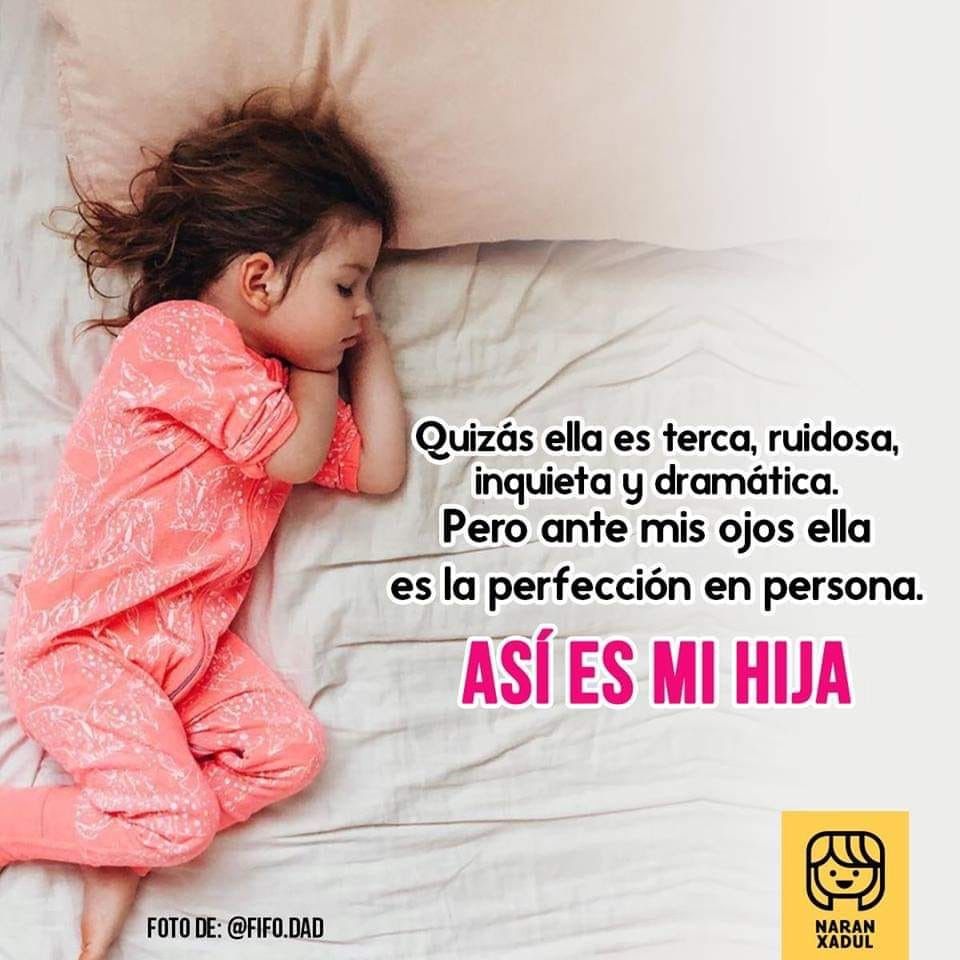 Quizás ella es terca, ruidosa,
inquieta y dramática.
Pero ante mis ojos ella
es la perfección en persona.
ASÍ ES MI HIJA
FOTO DE: @FIFO.DAD
NARAN
XADUL